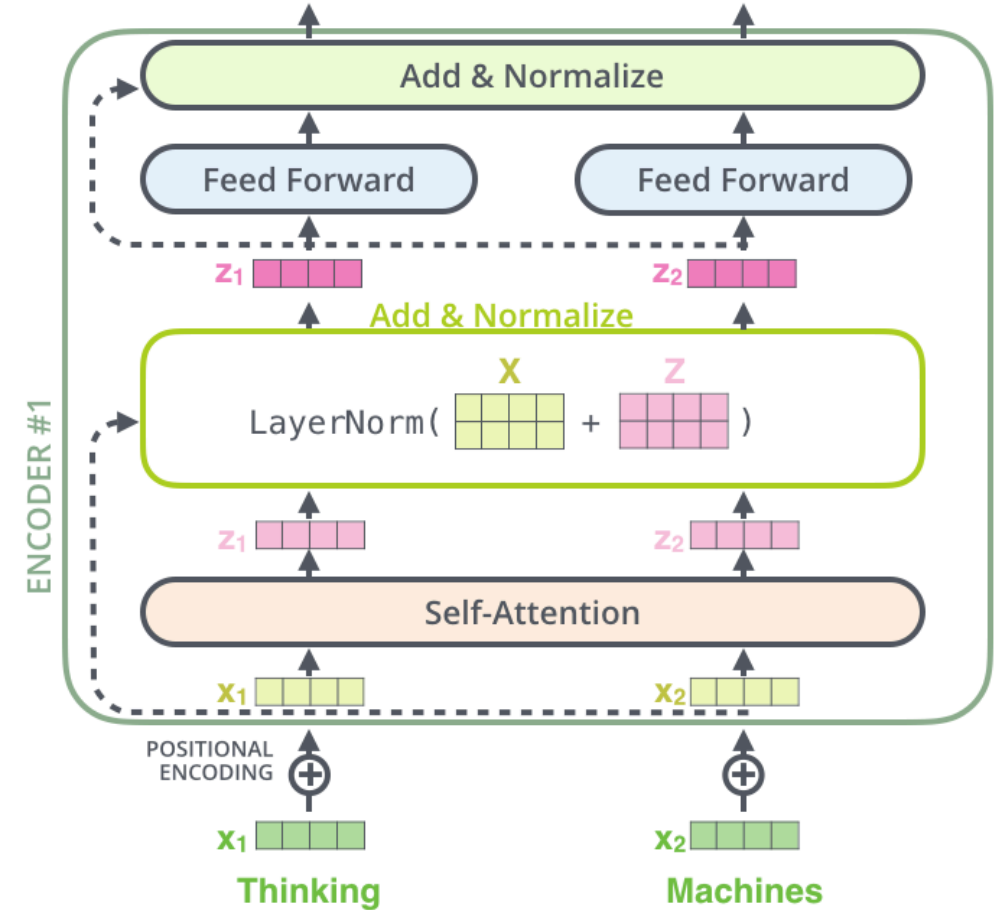 Add & Normalize
Feed Forward Feed Forward
z1 z2
Add & Normalize
X Z
LayerNorm( + )
ENCODER #1
z1 z2
Self-Attention
x1 x2
POSITIONAL
ENCODING
x1 x2
Thinking Machines